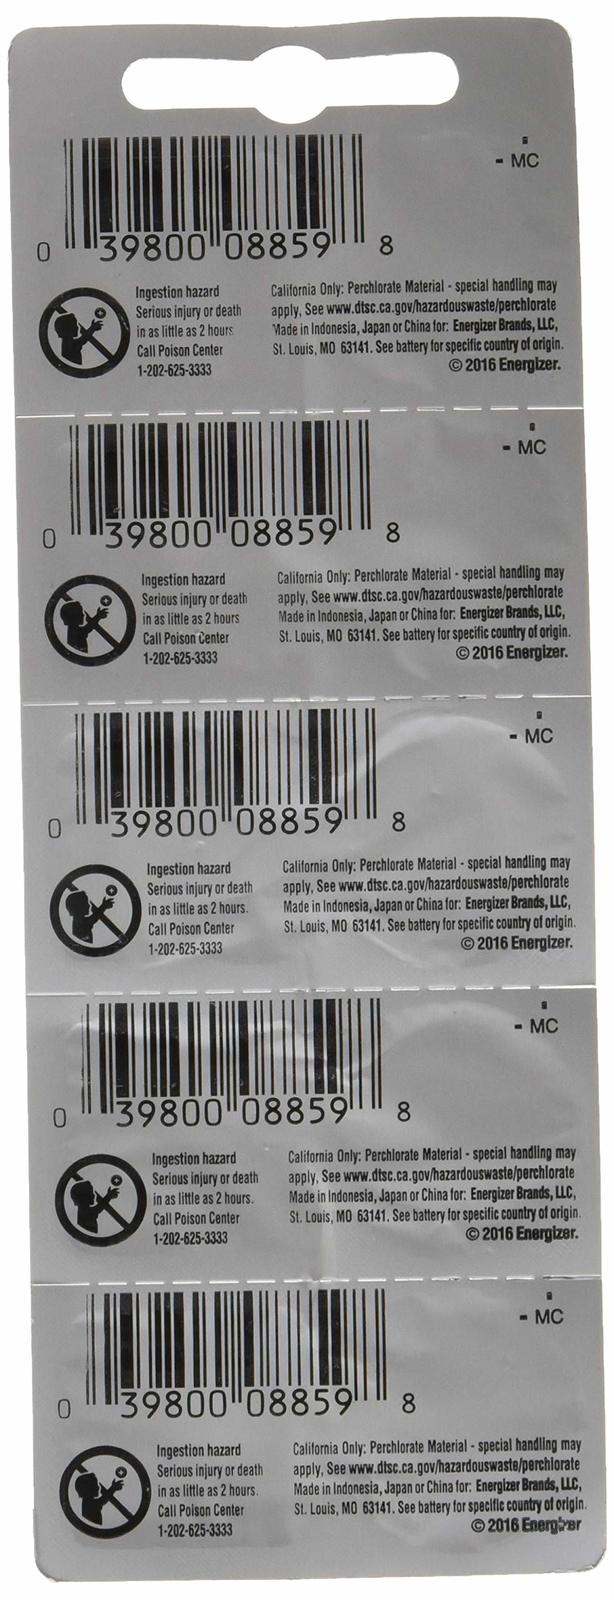 - MC
0 39800 08859 8
Ingestion hazard
Serious injury or death
in as little as 2 hours.
Call Poison Center
1-202-625-3333
California Only: Perchlorate Material - special handling may
apply, See www.dtsc.ca.gov/hazardouswaste/perchlorate
Made in Indonesia, Japan or China for: Energizer Brands, LLC,
St. Louis, MO 63141. See battery for specific country of origin.
© 2016 Energizer.
- MC
0 39800 08859 8
Ingestion hazard
Serious injury or death
in as little as 2 hours
Call Poison Center
1-202-625-3333
California Only: Perchlorate Material - special handling may
apply, See www.dtsc.ca.gov/hazardouswaste/perchlorate
Made in Indonesia, Japan or China for: Energizer Brands, LLC,
St. Louis, MO 63141. See battery for specific country of origin.
© 2016 Energizer.
- MC
0 39800 08859 8
Ingestion hazard
Serious injury or death
in as little as 2 hours.
Call Poison Center
1-202-625-3333
California Only: Perchlorate Material - special handling may
apply, See www.dtsc.ca.gov/hazardouswaste/perchlorate
Made in Indonesia, Japan or China for: Energizer Brands, LLC,
St. Louis, MO 63141. See battery for specific country of origin.
© 2016 Energizer.
- MC
0 39800 08859 8
Ingestion hazard
Serious injury or death
in as little as 2 hours.
Call Poison Center
1-202-625-3333
California Only: Perchlorate Material - special handling may
apply, See www.dtsc.ca.gov/hazardouswaste/perchlorate
Made in Indonesia, Japan or China for: Energizer Brands, LLC,
St. Louis, MO 63141. See battery for specific country of origin.
© 2016 Energizer.
- MC
0 39800 08859 8
Ingestion hazard
Serious injury or death
in as little as 2 hours.
Call Poison Center
1-202-625-3333
California Only: Perchlorate Material - special handling may
apply, See www.dtsc.ca.gov/hazardouswaste/perchlorate
Made in Indonesia, Japan or China for: Energizer Brands, LLC,
St. Louis, MO 63141. See battery for specific country of origin.
© 2016 Energizer